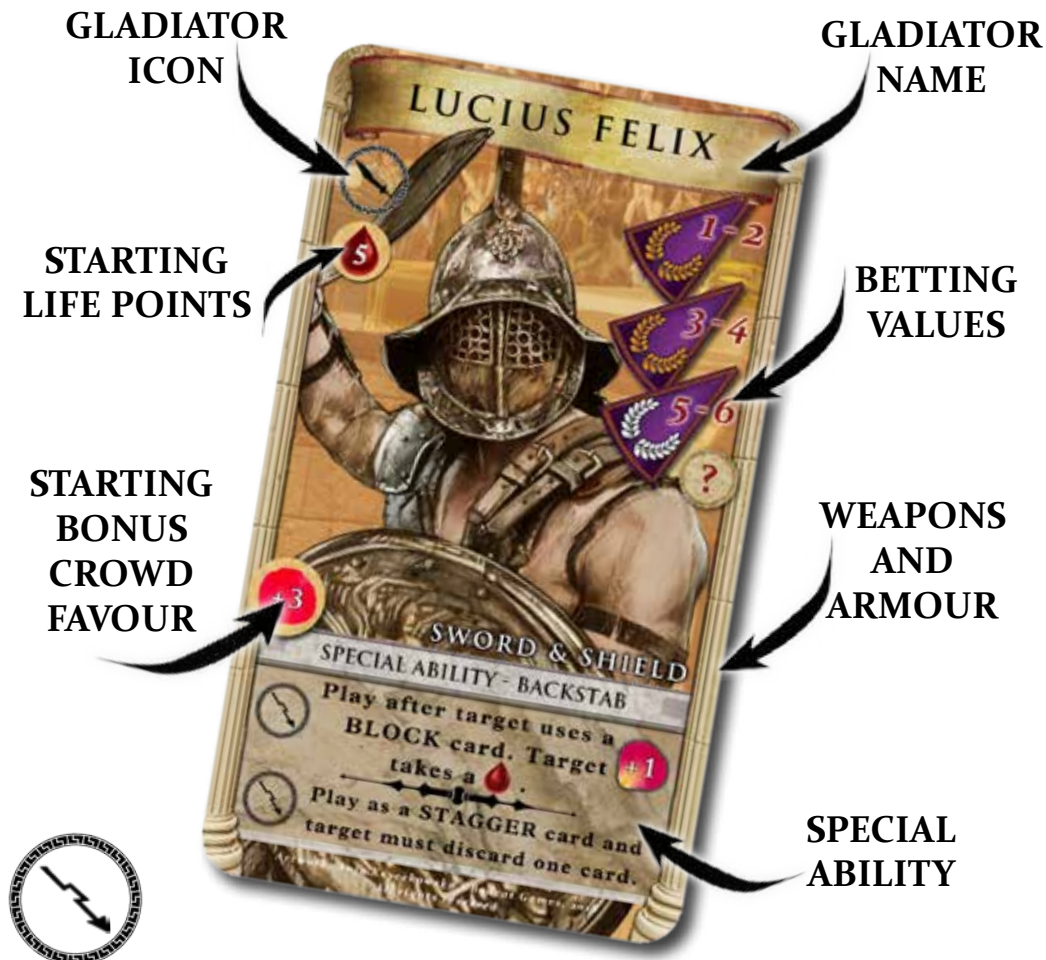 GLADIATOR
ICON
GLADIATOR
NAME
LUCIUS FELIX
1 - 2
STARTING
LIFE POINTS
5
BETTING
VALUES
3 - 4
5 - 6
?
STARTING
BONUS
CROWD
FAVOUR
+3
WEAPONS
AND
ARMOUR
SWORD & SHIELD
SPECIAL ABILITY - BACKSTAB
Play after target uses a
BLOCK card. Target
takes a .
+1
Play as a STAGGER card and
target must discard one card.
SPECIAL
ABILITY